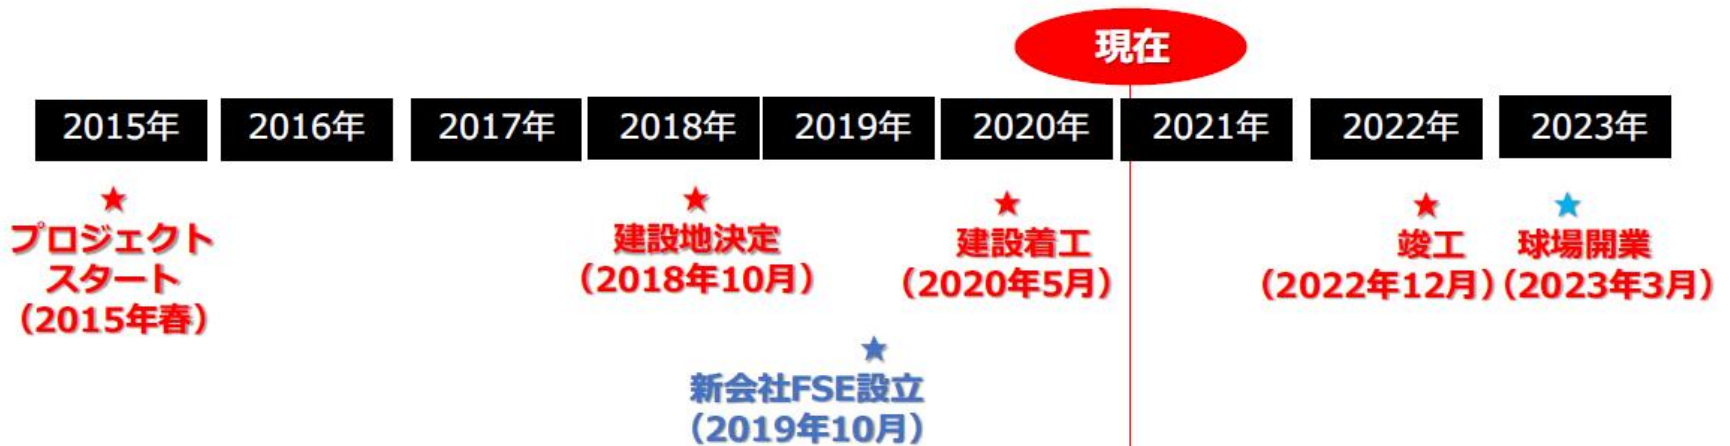 現在
2015年
2016年
2017年
2018年
2019年
2020年
2021年
2022年
2023年
★
プロジェクト
スタート
（2015年春）
★
建設地決定
（2018年10月）
★
新会社FSE設立
（2019年10月）
★
建設着工
（2020年5月）
★
竣工
（2022年12月）
★
球場開業
（2023年3月）